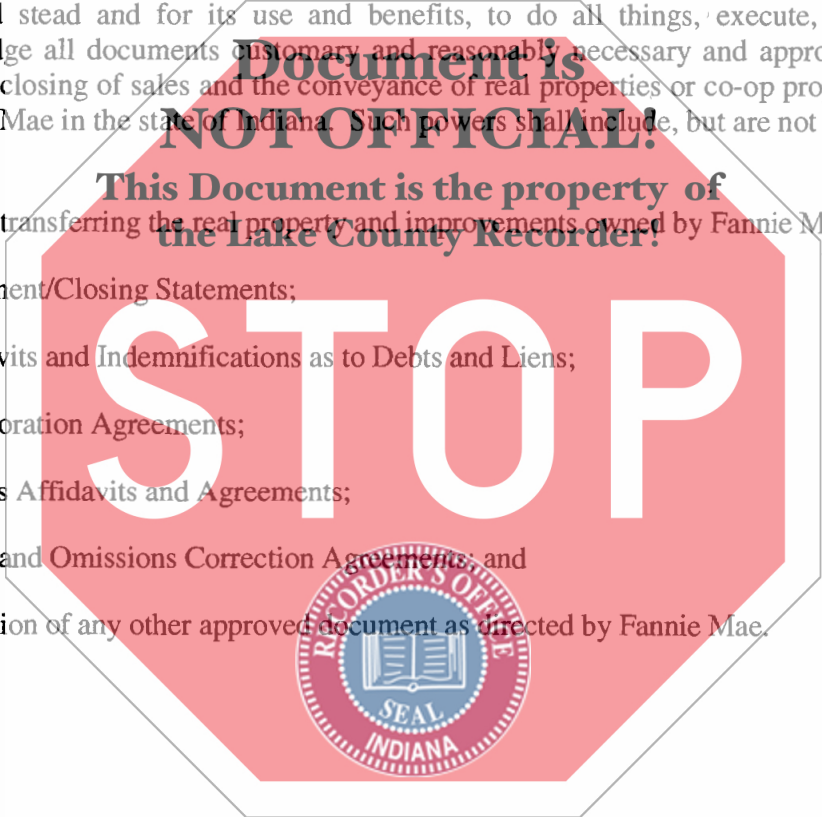 stead and for its use and benefits, to do all things, execute,
ge all documents customary and reasonably necessary and appro
Document is
closing of sales and the conveyance of real properties or co-op pro
Mae in the state of Indiana. Such powers shall include, but are not
NOT OFFICIAL!
This Document is the property of
transferring the real property and improvements owned by Fannie M
the Lake County Recorder!
ent/Closing Statements;
vits and Indemnifications as to Debts and Liens;
STOP
oration Agreements;
s Affidavits and Agreements;
and Omissions Correction Agreements; and
ion of any other approved document as directed by Fannie Mae.
RECORDER'S OFFICE
SEAL
INDIANA